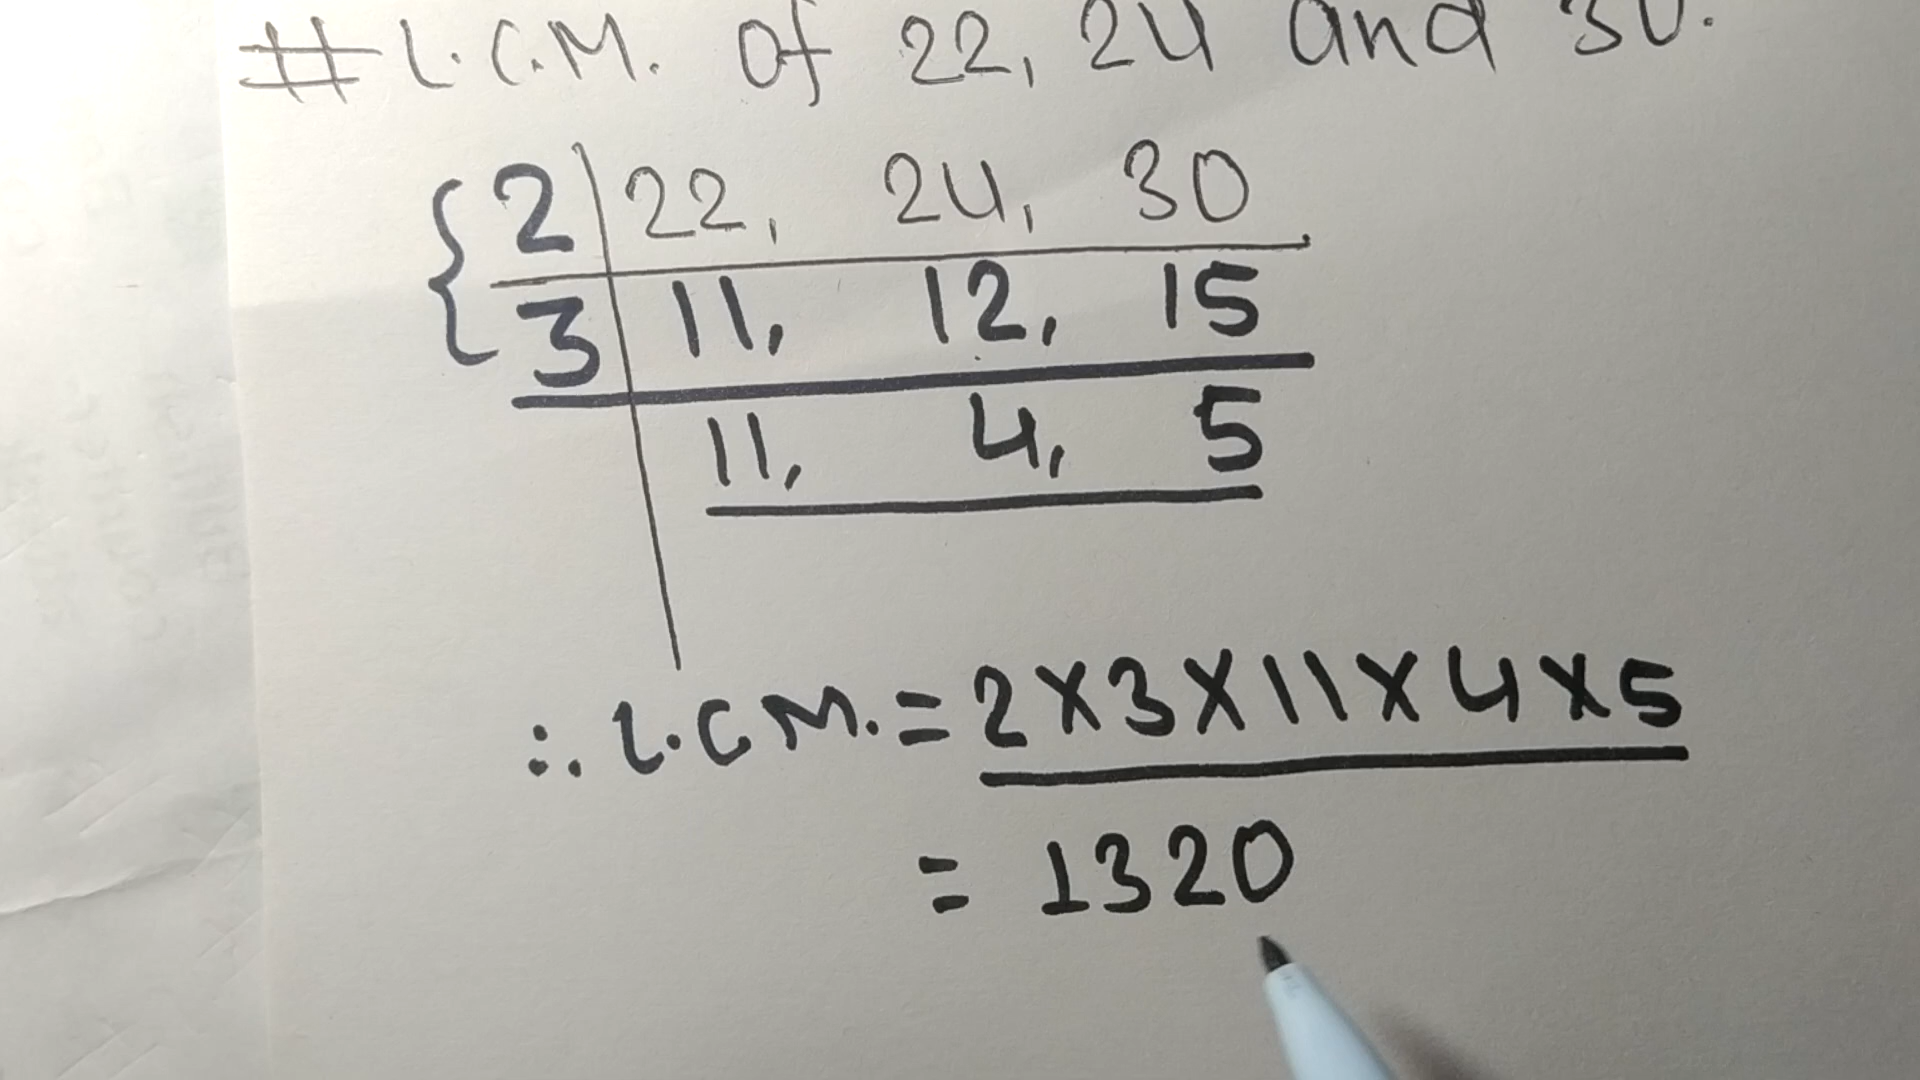 # L.C.M. of 22, 24 and 30.
2 | 22, 24, 30
3 | 11, 12, 15
11, 4, 5
∴ L.C.M. = 2×3×11×4×5
= 1320